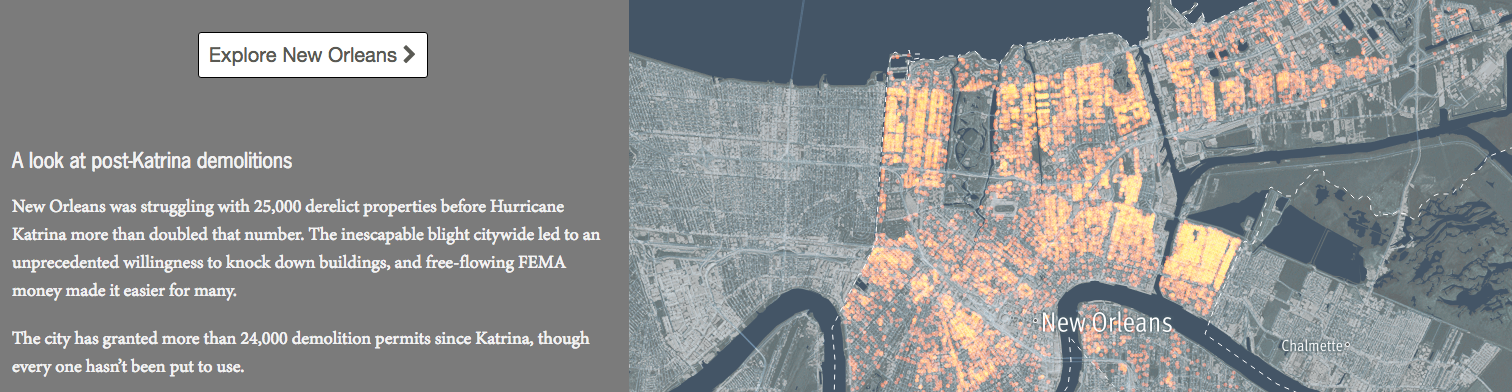 Explore New Orleans
A look at post-Katrina demolitions
New Orleans was struggling with 25,000 derelict properties before Hurricane
Katrina more than doubled that number. The inescapable blight citywide led to an
unprecedented willingness to knock down buildings, and free-flowing FEMA
money made it easier for many.
The city has granted more than 24,000 demolition permits since Katrina, though
every one hasn’t been put to use.
New Orleans
Chalmette